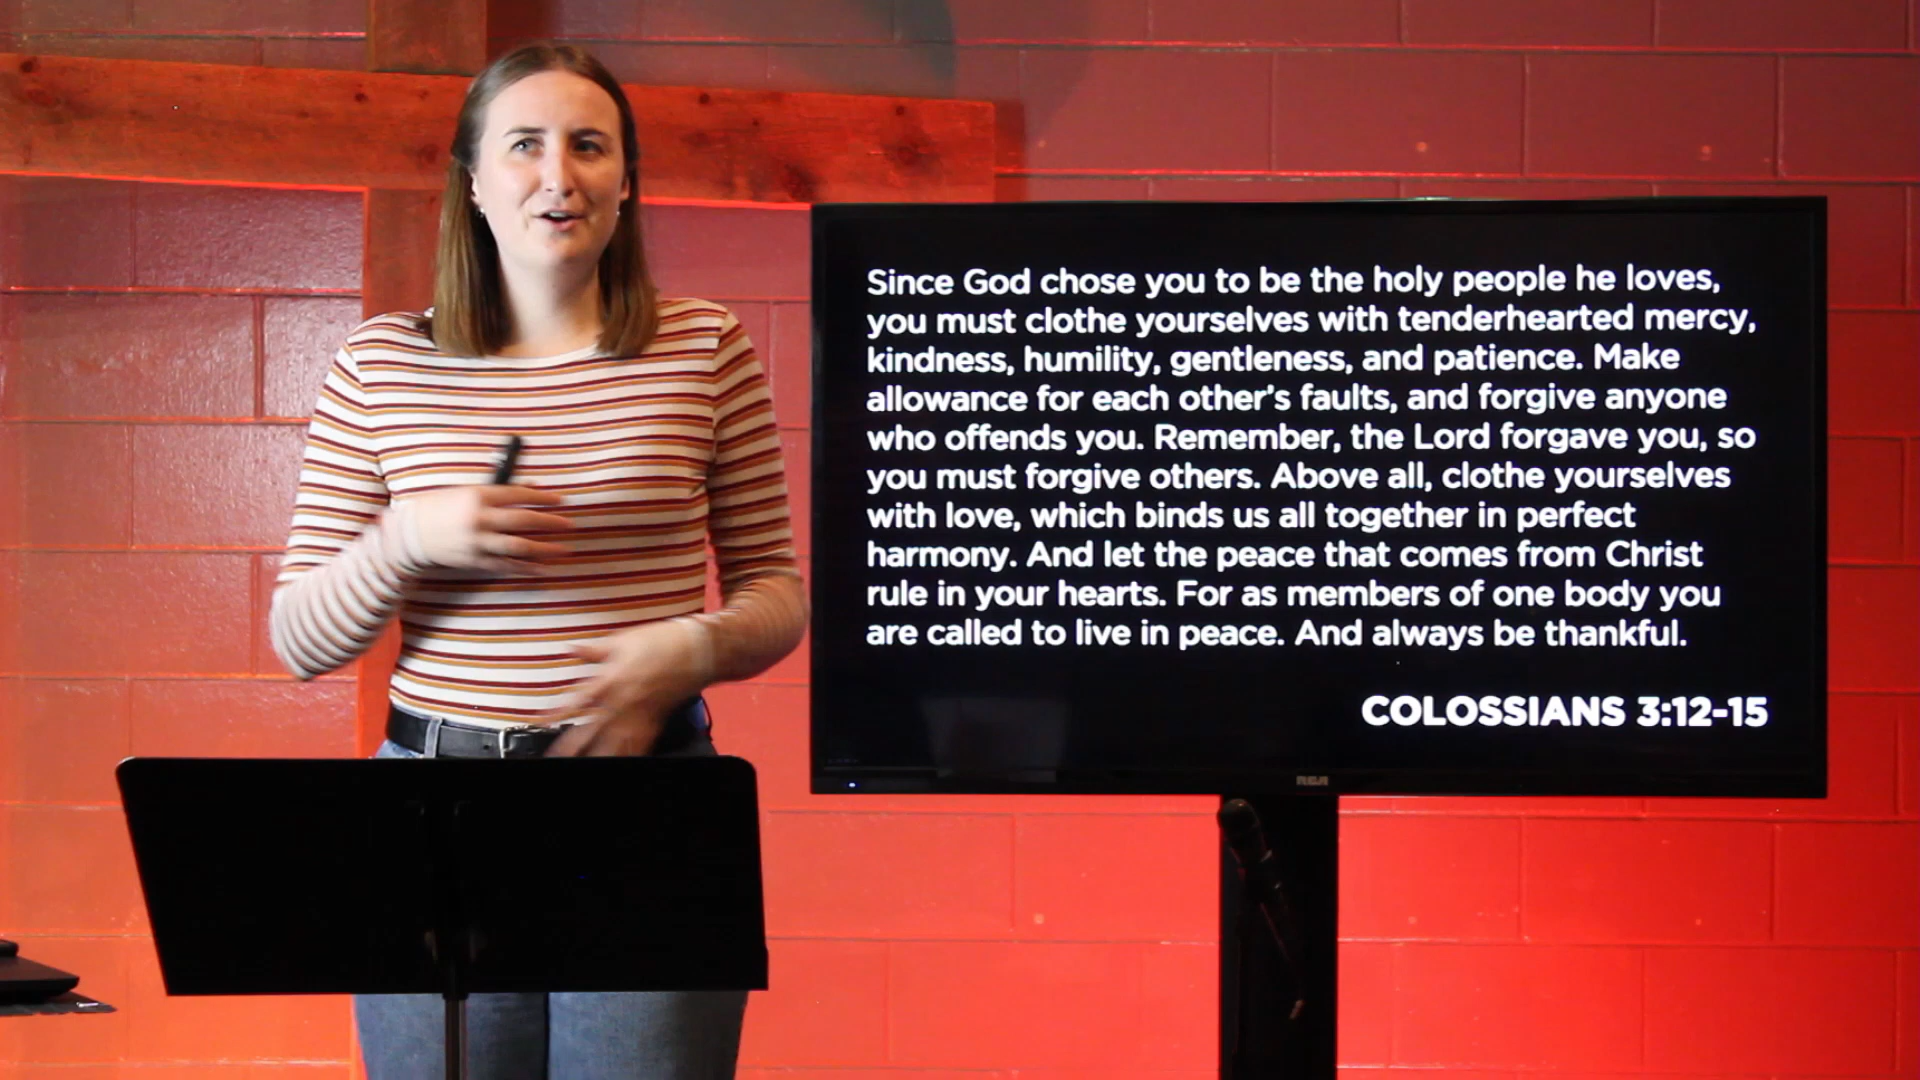 Since God chose you to be the holy people he loves,
you must clothe yourselves with tenderhearted mercy,
kindness, humility, gentleness, and patience. Make
allowance for each other's faults, and forgive anyone
who offends you. Remember, the Lord forgave you, so
you must forgive others. Above all, clothe yourselves
with love, which binds us all together in perfect
harmony. And let the peace that comes from Christ
rule in your hearts. For as members of one body you
are called to live in peace. And always be thankful.
COLOSSIANS 3:12-15
RCA